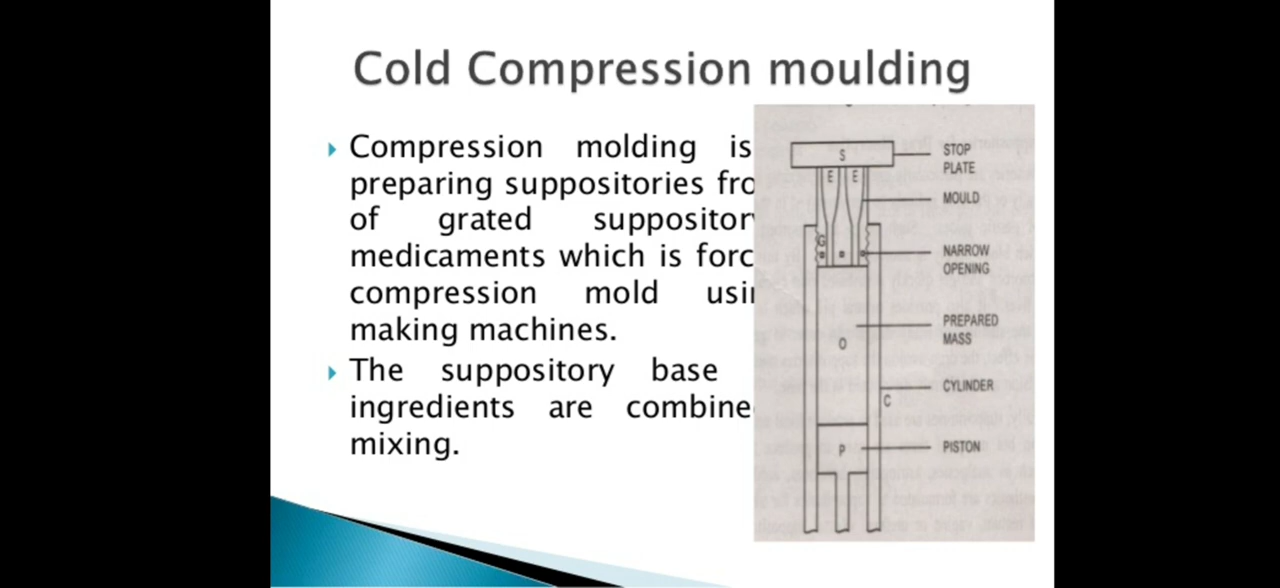 Cold Compression moulding
Compression molding is
preparing suppositories fro
of grated suppositor
medicaments which is forc
compression mold usi
making machines.
The suppository base
ingredients are combine
mixing.
S
STOP
PLATE
E E
MOULD
G
NARROW
OPENING
PREPARED
MASS
O
CYLINDER
C
P
PISTON